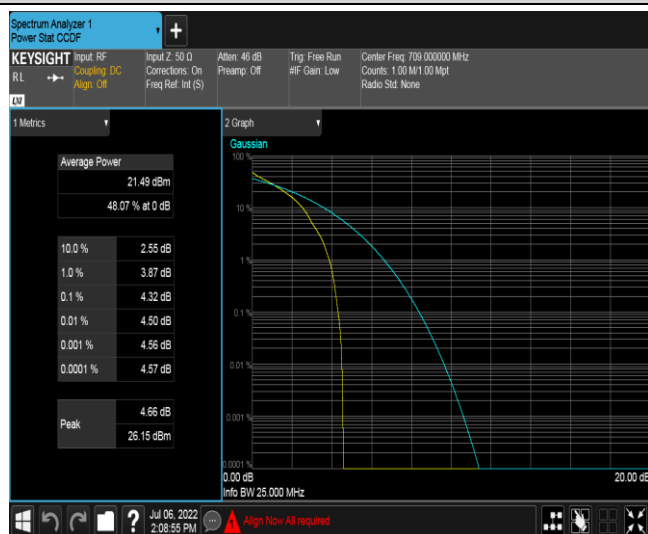 Spectrum Analyzer 1
Power Stat CCDF
+
KEYSIGHT
R L
LXI
Input: RF
Coupling: DC
Align: Off
Input Z: 50 Ω
Corrections: On
Freq Ref: Int (S)
Atten: 46 dB
Preamp: Off
Trig: Free Run
#IF Gain: Low
Center Freq: 709.000000 MHz
Counts: 1.00 M/1.00 Mpt
Radio Std: None
1 Metrics
Average Power
21.49 dBm
48.07 % at 0 dB
10.0 % 2.55 dB
1.0 % 3.87 dB
0.1 % 4.32 dB
0.01 % 4.50 dB
0.001 % 4.56 dB
0.0001 % 4.57 dB
Peak
4.66 dB
26.15 dBm
2 Graph
Gaussian
100 %
10 %
1 %
0.1 %
0.01 %
0.001 %
0.0001 %
0.00 dB 20.00 dB
Info BW 25.000 MHz
?
Jul 06, 2022
2:08:55 PM
Align Now All required